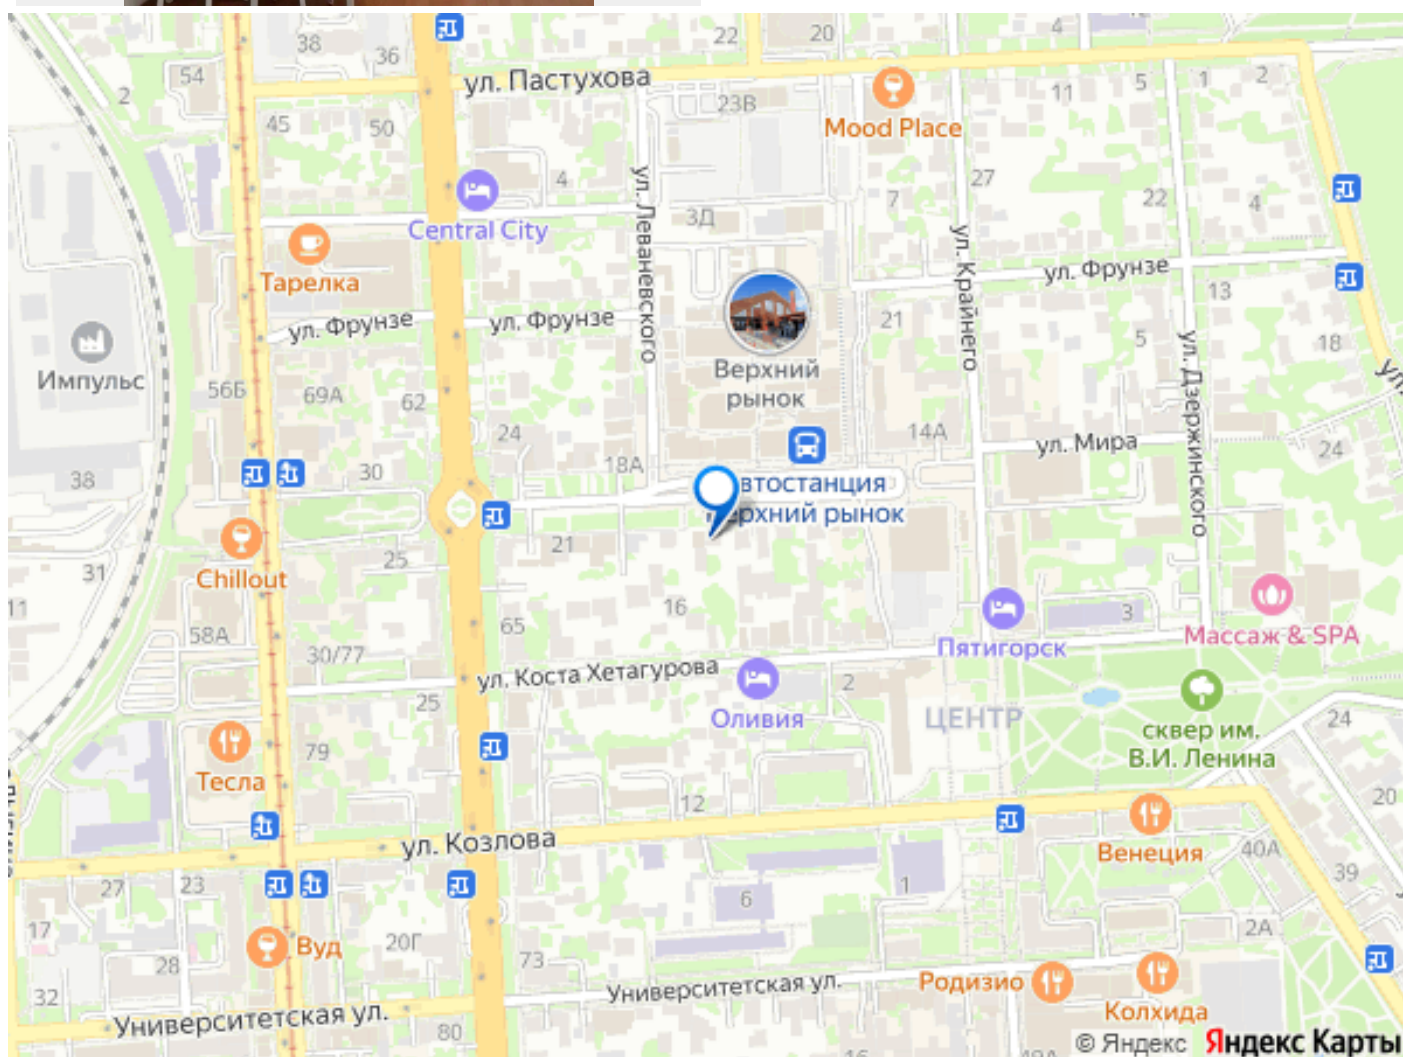 38
36
22
20
4
54
2
ул. Пастухова
23В
11
5
1
2
45
50
Mood Place
4
27
22
4
7
3Д
ул. Леваневского
Central City
ул. Крайнего
Тарелка
ул. Фрунзе
13
ул. Фрунзе
ул. Фрунзе
21
5
18
Импульс
Верхний
рынок
ул. Дзержинского
56Б
69А
62
24
14А
ул. Мира
24
38
30
18А
втостанция
ерхний рынок
21
25
31
Chillout
11
16
3
58А
65
Массаж & SPA
30/77
Пятигорск
ул. Коста Хетагурова
25
2
Оливия
ЦЕНТР
сквер им.
В.И. Ленина
24
79
Тесла
12
20
ул. Козлова
Венеция
40А
39
27
23
6
1
17
20Г
Вуд
2А
28
73
32
Университетская ул.
Родизио
Колхида
Университетская ул.
80
16
49А
© Яндекс Яндекс Карты